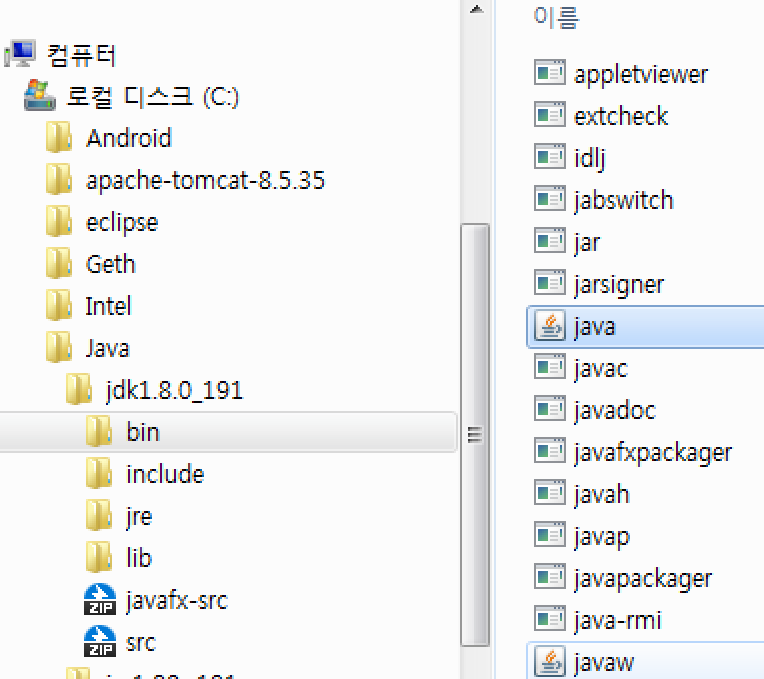 컴퓨터
로컬 디스크 (C:)
Android
apache-tomcat-8.5.35
eclipse
Geth
Intel
Java
jdk1.8.0_191
bin
include
jre
lib
ZIP javafx-src
ZIP src
이름
appletviewer
extcheck
idlj
jabswitch
jar
jarsigner
java
javac
javadoc
javafxpackager
javah
javap
javapackager
java-rmi
javaw